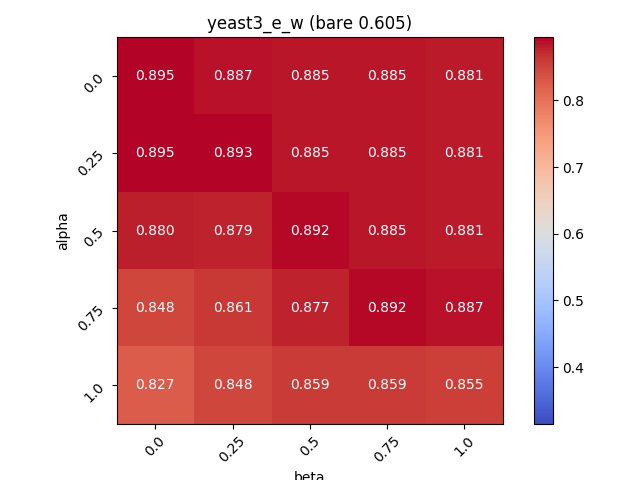 yeast3_e_w (bare 0.605)
alpha
0.0 0.895 0.887 0.885 0.885 0.881
0.25 0.895 0.893 0.885 0.885 0.881
0.5 0.880 0.879 0.892 0.885 0.881
0.75 0.848 0.861 0.877 0.892 0.887
1.0 0.827 0.848 0.859 0.859 0.855
0.0 0.25 0.5 0.75 1.0
beta
0.8
0.7
0.6
0.5
0.4